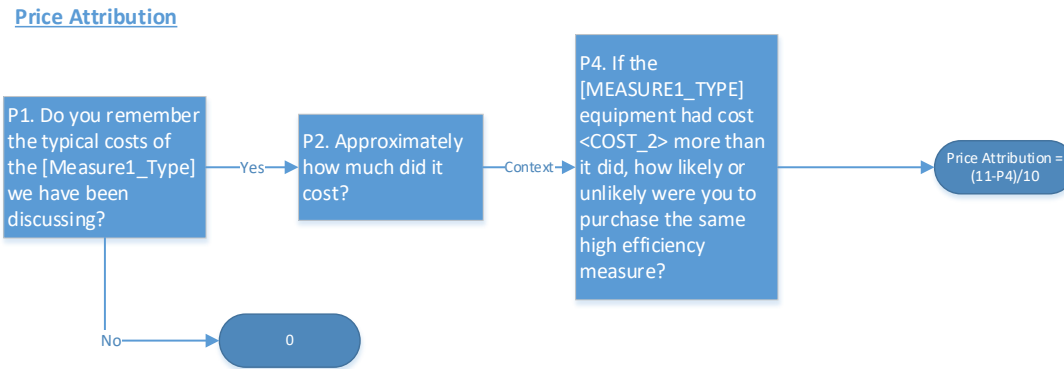 Price Attribution
P1. Do you remember
the typical costs of
the [Measure1_Type]
we have been
discussing?
Yes
P2. Approximately
how much did it
cost?
Context
P4. If the
[MEASURE1_TYPE]
equipment had cost
<COST_2> more than
it did, how likely or
unlikely were you to
purchase the same
high efficiency
measure?
Price Attribution =
(11-P4)/10
No
0